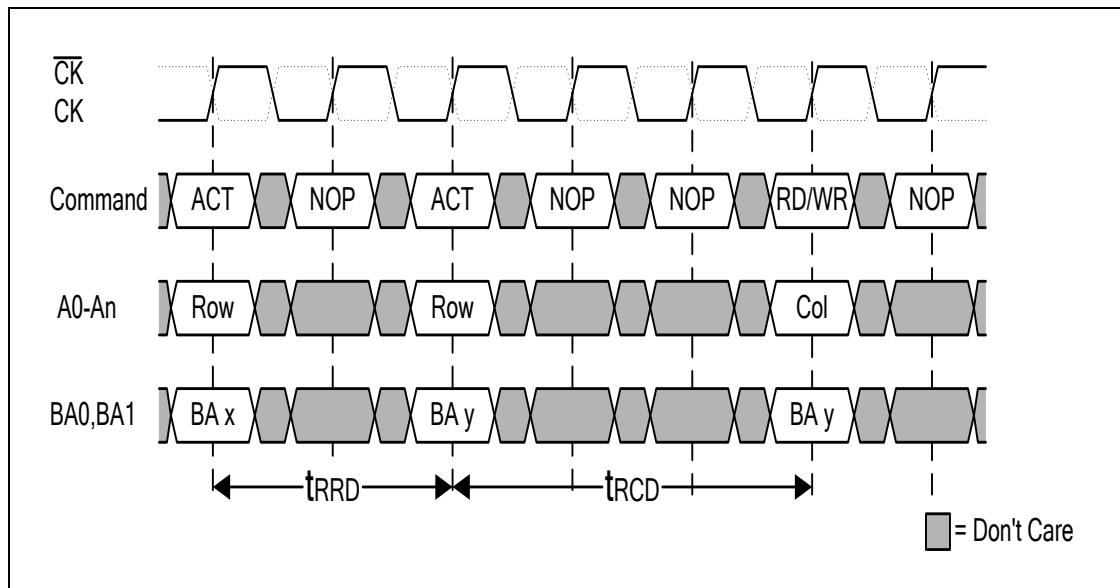 CK
CK
Command ACT NOP ACT NOP NOP RD/WR NOP
A0-An Row Row Col
BA0,BA1 BA x BA y BA y
tRRD tRCD
= Don't Care